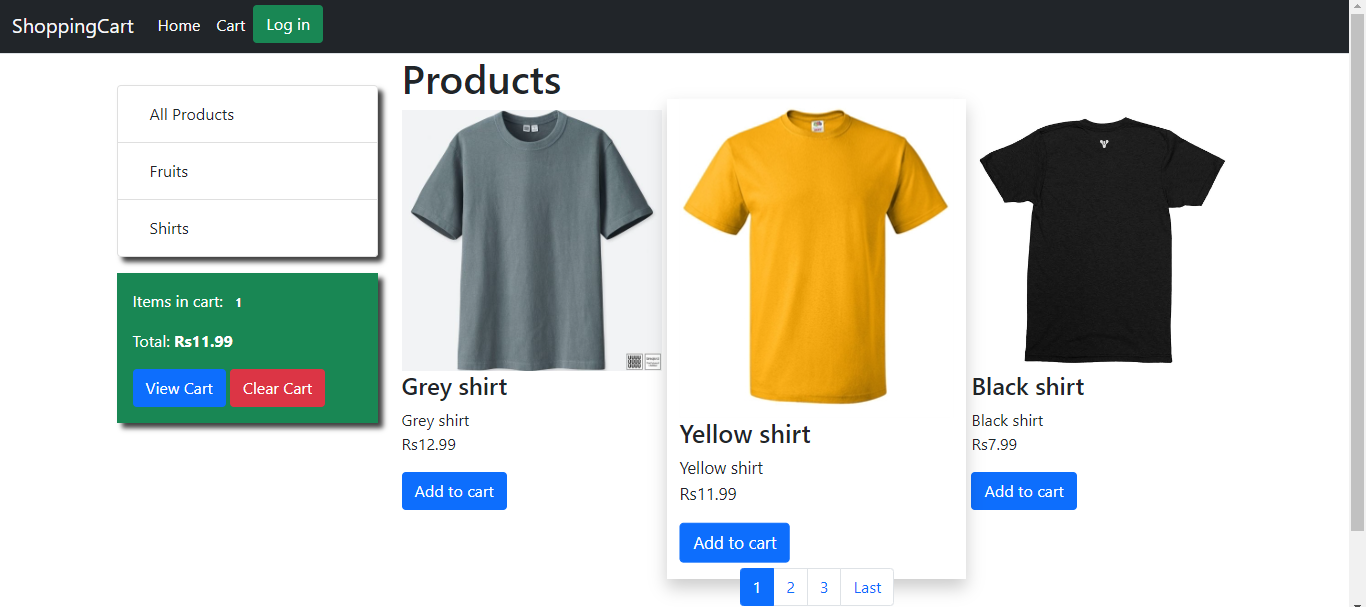 ShoppingCart Home Cart Log in
Products
All Products
Fruits
Shirts
Items in cart: 1
Total: Rs11.99
View Cart Clear Cart
Grey shirt
Grey shirt
Rs12.99
Add to cart
Yellow shirt
Yellow shirt
Rs11.99
Add to cart
Black shirt
Black shirt
Rs7.99
Add to cart
1 2 3 Last